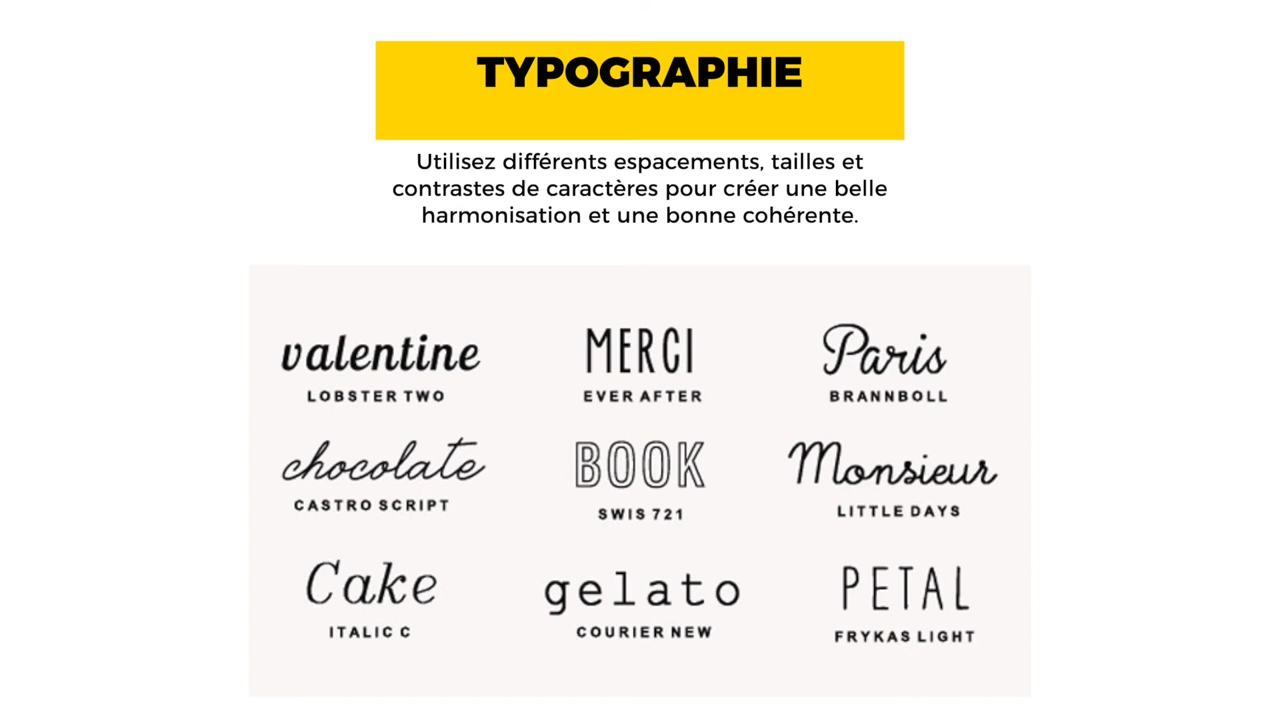 TYPOGRAPHIE
Utilisez différents espacements, tailles et
contrastes de caractères pour créer une belle
harmonisation et une bonne cohérente.
valentine
LOBSTER TWO
MERCI
EVER AFTER
Paris
BRANNBOLL
chocolate
CASTRO SCRIPT
BOOK
SWIS 721
Monsieur
LITTLE DAYS
Cake
ITALIC C
gelato
COURIER NEW
PETAL
FRYKAS LIGHT